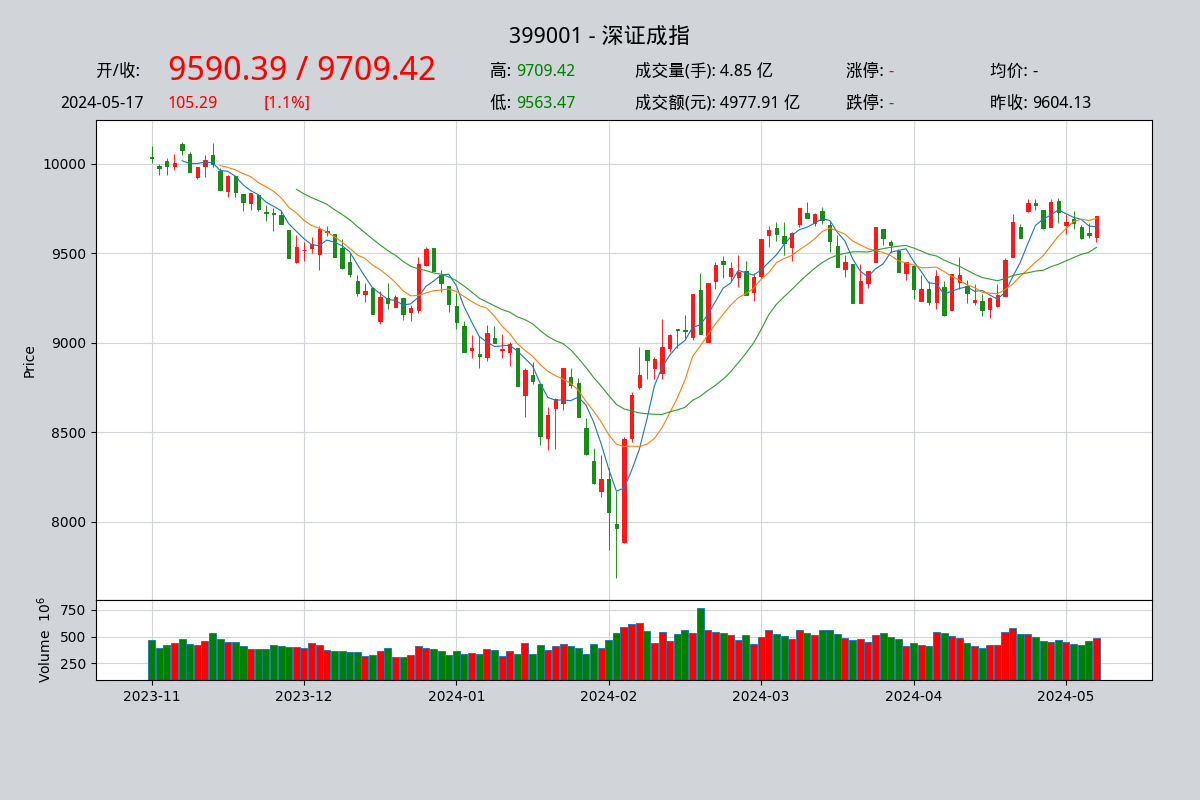 399001 - 深证成指
开/收: 9590.39 / 9709.42 高: 9709.42 成交量(手): 4.85 亿 涨停: - 均价: -
2024-05-17 105.29 [1.1%] 低: 9563.47 成交额(元): 4977.91 亿 跌停: - 昨收: 9604.13
10000
9500
9000
8500
8000
Price
750
500
250
Volume 10⁶
2023-11 2023-12 2024-01 2024-02 2024-03 2024-04 2024-05